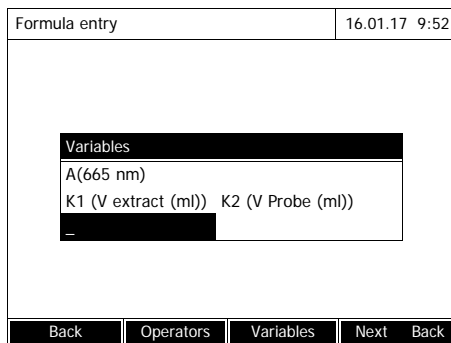 Formula entry 16.01.17 9:52
Variables
A(665 nm)
K1 (V extract (ml)) K2 (V Probe (ml))
_
Back Operators Variables Next Back